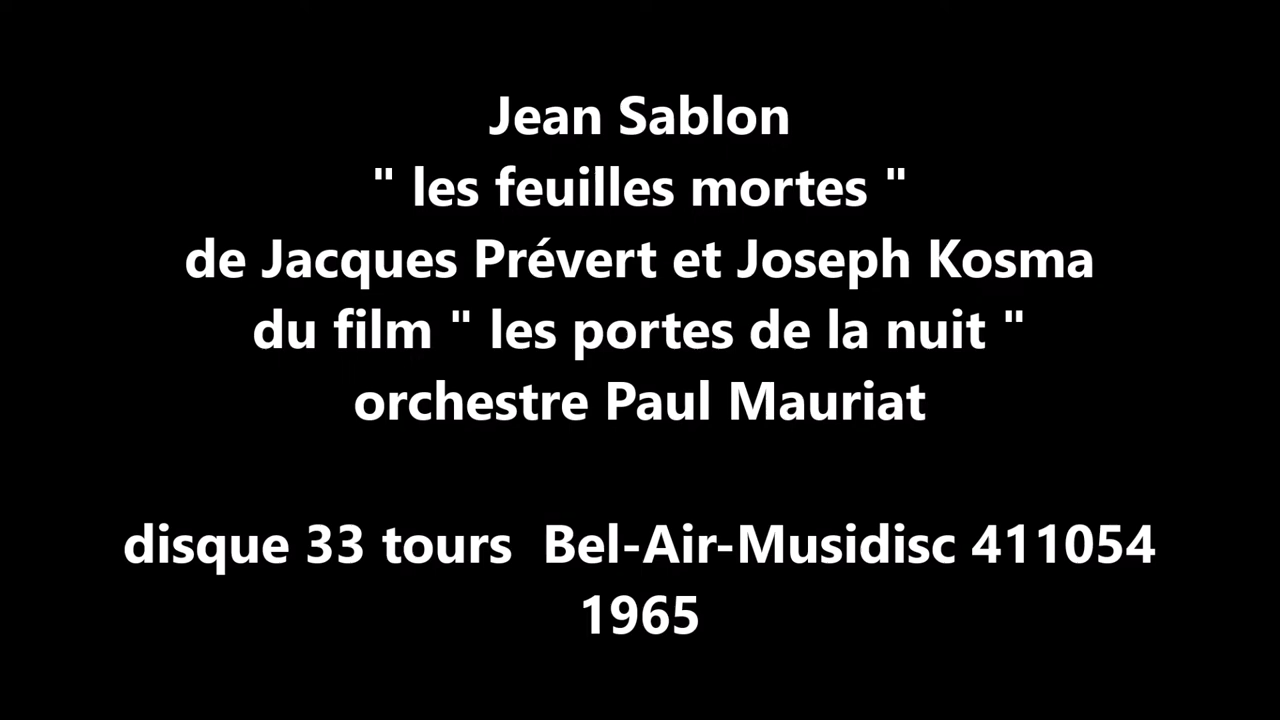 Jean Sablon
" les feuilles mortes "
de Jacques Prévert et Joseph Kosma
du film " les portes de la nuit "
orchestre Paul Mauriat
disque 33 tours  Bel-Air-Musidisc 411054
1965